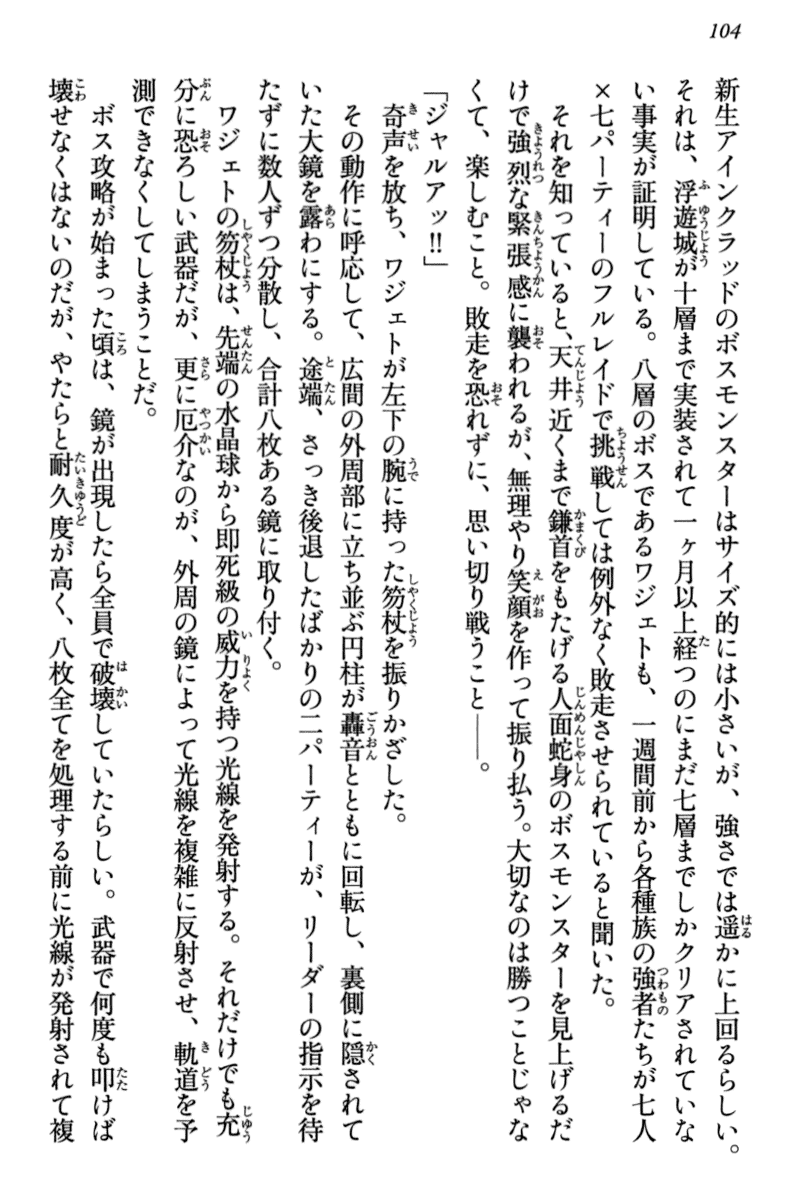 104
新生アインクラッドのボスモンスターはサイズ的には小さいが、強さでは遥かに上回るらしい。
それは、浮遊城が十層まで実装されて一ヶ月以上経つのにまだ七層までしかクリアされていな
い事実が証明している。八層のボスであるワジェトも、一週間前から各種族の強者たちが七人
×七パーティーのフルレイドで挑戦しては例外なく敗走させられていると聞いた。
それを知っていると、天井近くまで鎌首をもたげる人面蛇身のボスモンスターを見上げるだ
けで強烈な緊張感に襲われるが、無理やり笑顔を作って振り払う。大切なのは勝つことじゃな
くて、楽しむこと。敗走を恐れずに、思い切り戦うこと——。
「ジャルアッ!!」
奇声を放ち、ワジェトが左下の腕に持った笏杖を振りかざした。
その動作に呼応して、広間の外周部に立ち並ぶ円柱が轟音とともに回転し、裏側に隠されて
いた大鏡を露わにする。途端、さっき後退したばかりの二パーティーが、リーダーの指示を待
たずに数人ずつ分散し、合計八枚ある鏡に取り付く。
ワジェトの笏杖は、先端の水晶球から即死級の威力を持つ光線を発射する。それだけでも充
分に恐ろしい武器だが、更に厄介なのが、外周の鏡によって光線を複雑に反射させ、軌道を予
測できなくしてしまうことだ。
ボス攻略が始まった頃は、鏡が出現したら全員で破壊していたらしい。武器で何度も叩けば
壊せなくはないのだが、やたらと耐久度が高く、八枚全てを処理する前に光線が発射されて複